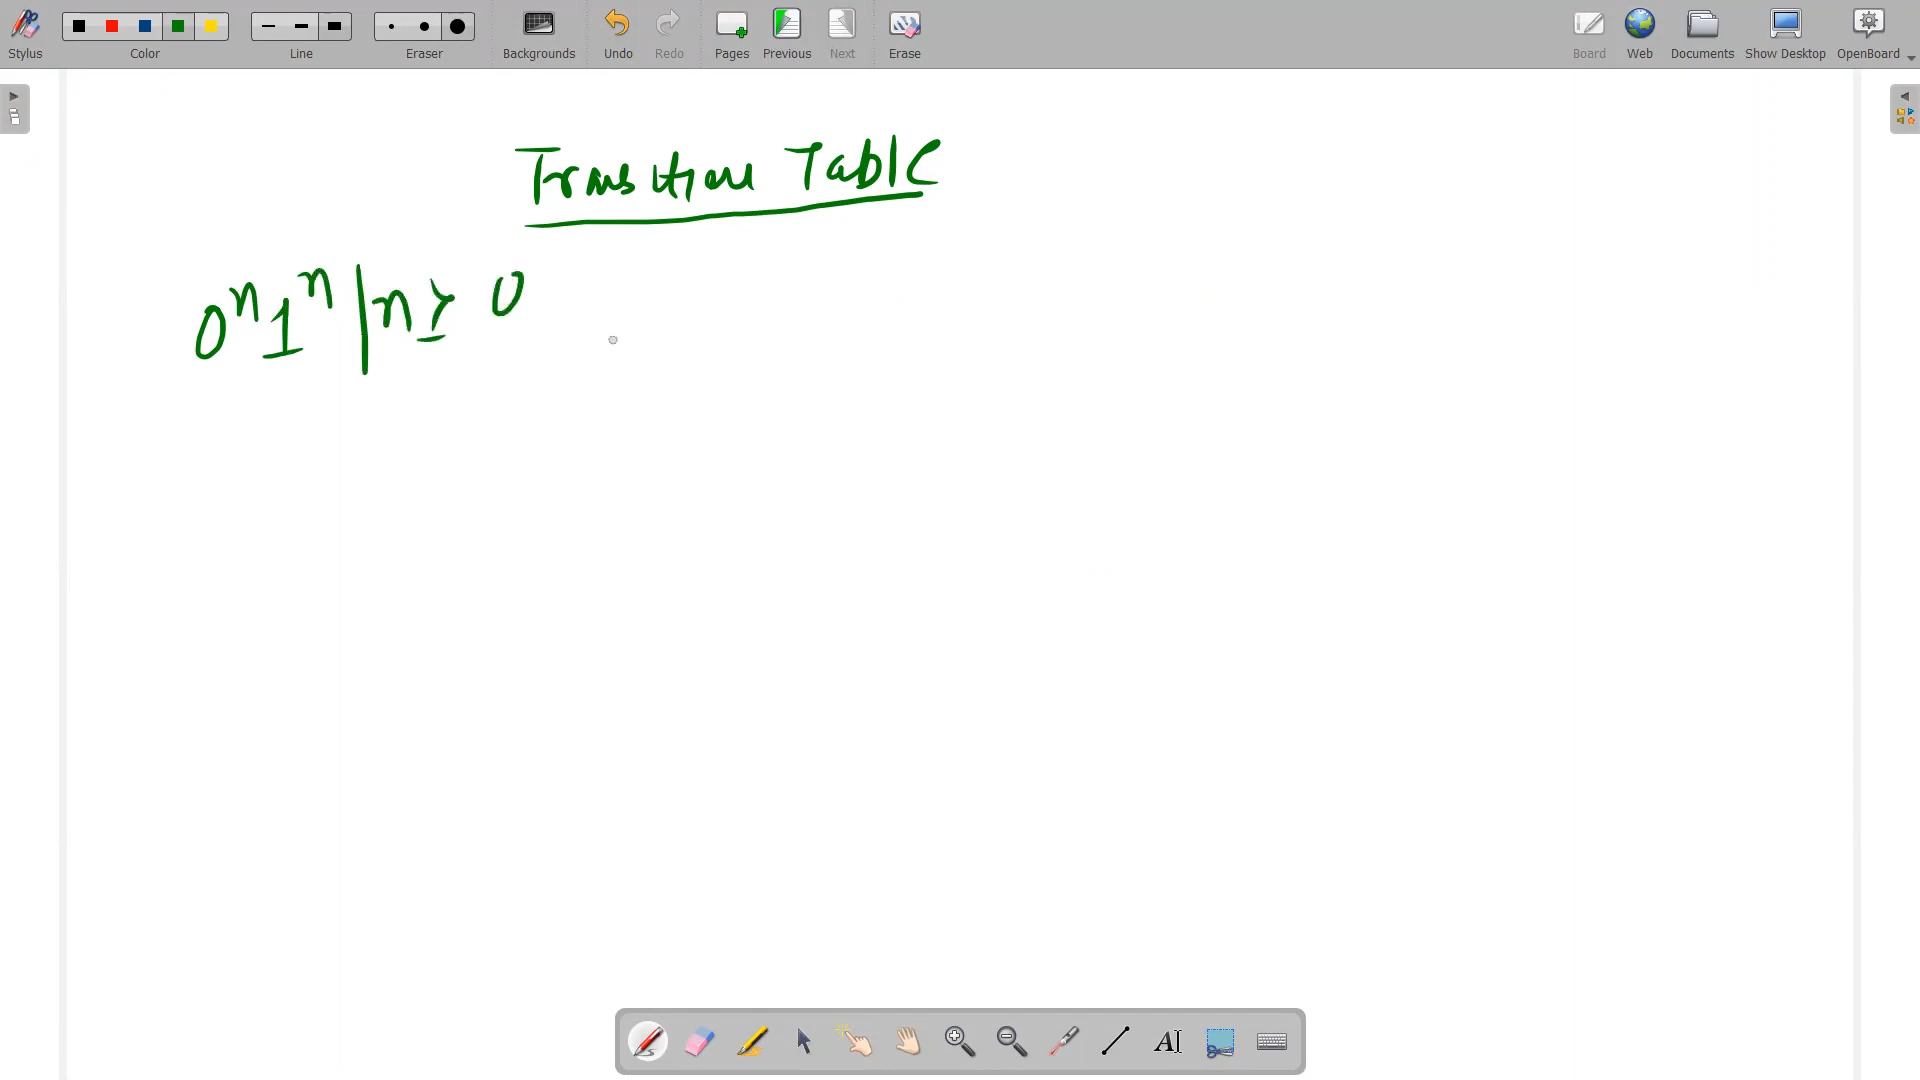 Stylus Color Line Eraser Backgrounds Undo Redo Pages Previous Next Erase Board Web Documents Show Desktop OpenBoard
Transition Table
0ⁿ1ⁿ | n ≥ 0
AI